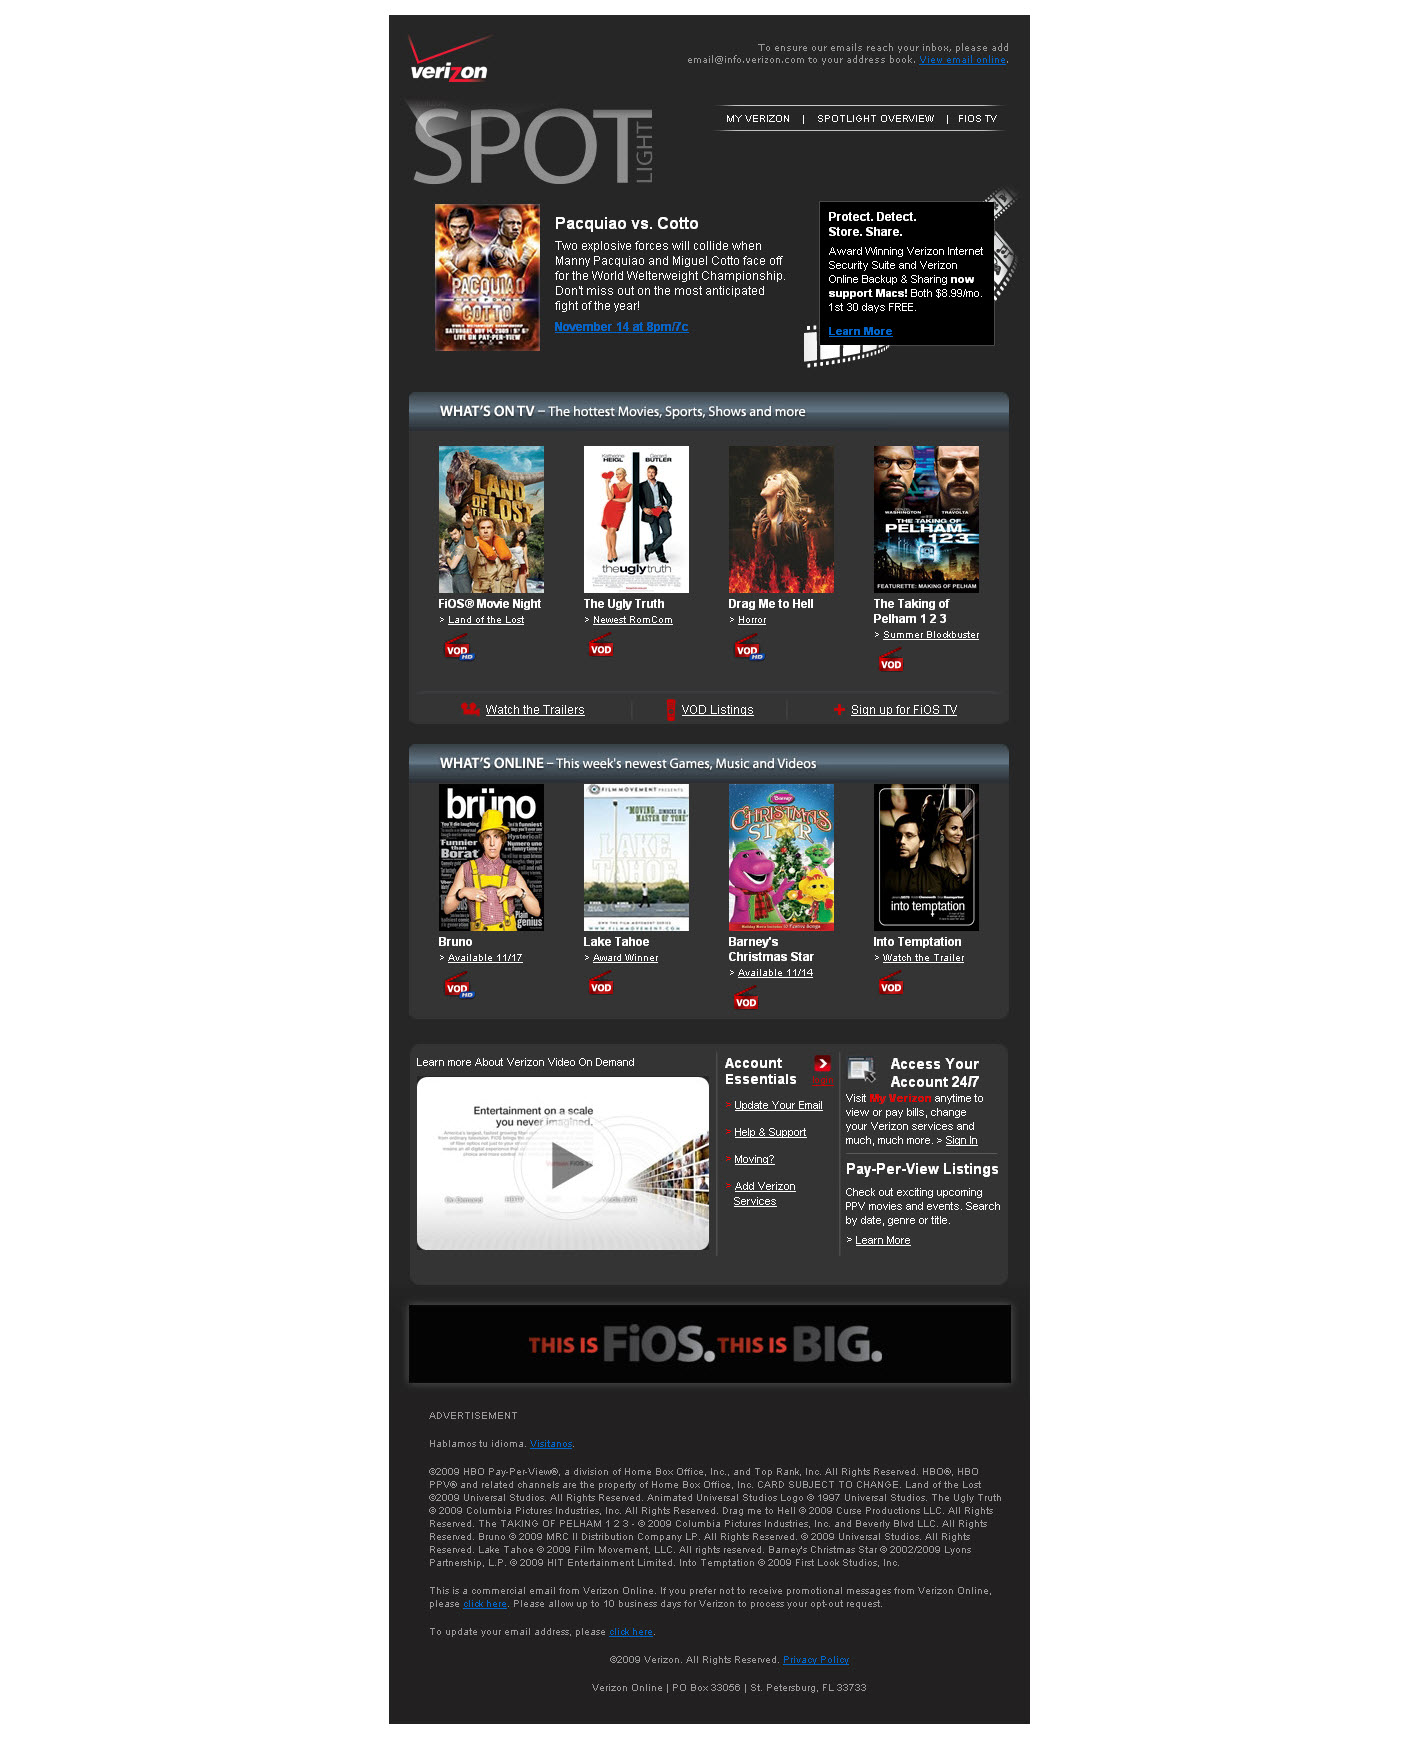 verizon
To ensure our emails reach your inbox, please add
email@info.verizon.com to your address book. View email online.
SPOT
LIGHT
MY VERIZON | SPOTLIGHT OVERVIEW | FIOS TV
PACQUIAO
COTTO
SATURDAY, NOV 14, 2009
LIVE ON PAY-PER-VIEW
Pacquiao vs. Cotto
Two explosive forces will collide when
Manny Pacquiao and Miguel Cotto face off
for the World Welterweight Championship.
Don't miss out on the most anticipated
fight of the year!
November 14 at 8pm/7c
Protect. Detect.
Store. Share.
Award Winning Verizon Internet
Security Suite and Verizon
Online Backup & Sharing now
support Macs! Both $8.99/mo.
1st 30 days FREE.
Learn More
WHAT'S ON TV – The hottest Movies, Sports, Shows and more
LAND
OF THE
LOST
KATHERINE HEIGL
GERARD BUTLER
theuglytruth
WASHINGTON
TRAVOLTA
THE TAKING OF
PELHAM
123
FEATURETTE: MAKING OF PELHAM
FiOS® Movie Night
> Land of the Lost
VOD HD
The Ugly Truth
> Newest RomCom
VOD
Drag Me to Hell
> Horror
VOD HD
The Taking of
Pelham 1 2 3
> Summer Blockbuster
VOD
Watch the Trailers
VOD Listings
Sign up for FiOS TV
WHAT'S ONLINE – This week's newest Games, Music and Videos
brüno
Funnier
than
Borat
Hysterical!
Plain
genius
FILM MOVEMENT PRESENTS
"MOVING.
MASTER OF TONE"
LAKE
TAHOE
WWW.FILMMOVEMENT.COM
Barney
CHRISTMAS
STAR
into temptation
Bruno
> Available 11/17
VOD HD
Lake Tahoe
> Award Winner
VOD
Barney's
Christmas Star
> Available 11/14
VOD
Into Temptation
> Watch the Trailer
VOD
Learn more About Verizon Video On Demand
Entertainment on a scale
you never imagined.
On Demand
HDTV
Account
Essentials
> Update Your Email
> Help & Support
> Moving?
> Add Verizon
Services
Access Your
Account 24/7
Visit My Verizon anytime to
view or pay bills, change
your Verizon services and
much, much more. > Sign In
Pay-Per-View Listings
Check out exciting upcoming
PPV movies and events. Search
by date, genre or title.
> Learn More
THIS IS FiOS. THIS IS BIG.
ADVERTISEMENT
Hablamos tu idioma. Visitanos.
©2009 HBO Pay-Per-View®, a division of Home Box Office, Inc., and Top Rank, Inc. All Rights Reserved. HBO®, HBO
PPV® and related channels are the property of Home Box Office, Inc. CARD SUBJECT TO CHANGE. Land of the Lost
©2009 Universal Studios. All Rights Reserved. Animated Universal Studios Logo © 1997 Universal Studios. The Ugly Truth
© 2009 Columbia Pictures Industries, Inc. All Rights Reserved. Drag me to Hell © 2009 Curse Productions LLC. All Rights
Reserved. The TAKING OF PELHAM 1 2 3 - © 2009 Columbia Pictures Industries, Inc. and Beverly Blvd LLC. All Rights
Reserved. Bruno © 2009 MRC II Distribution Company LP. All Rights Reserved. © 2009 Universal Studios. All Rights
Reserved. Lake Tahoe © 2009 Film Movement, LLC. All rights reserved. Barney's Christmas Star © 2002/2009 Lyons
Partnership, L.P. © 2009 HIT Entertainment Limited. Into Temptation © 2009 First Look Studios, Inc.
This is a commercial email from Verizon Online. If you prefer not to receive promotional messages from Verizon Online,
please click here. Please allow up to 10 business days for Verizon to process your opt-out request.
To update your email address, please click here.
©2009 Verizon. All Rights Reserved. Privacy Policy
Verizon Online | PO Box 33056 | St. Petersburg, FL 33733